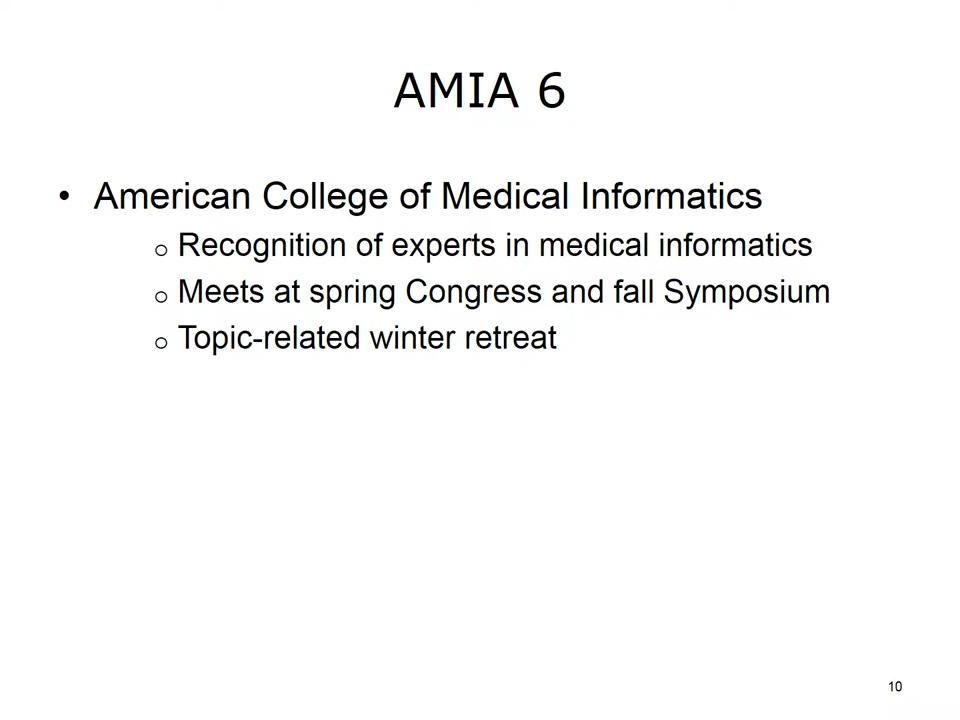 AMIA 6
• American College of Medical Informatics
o Recognition of experts in medical informatics
o Meets at spring Congress and fall Symposium
o Topic-related winter retreat
10